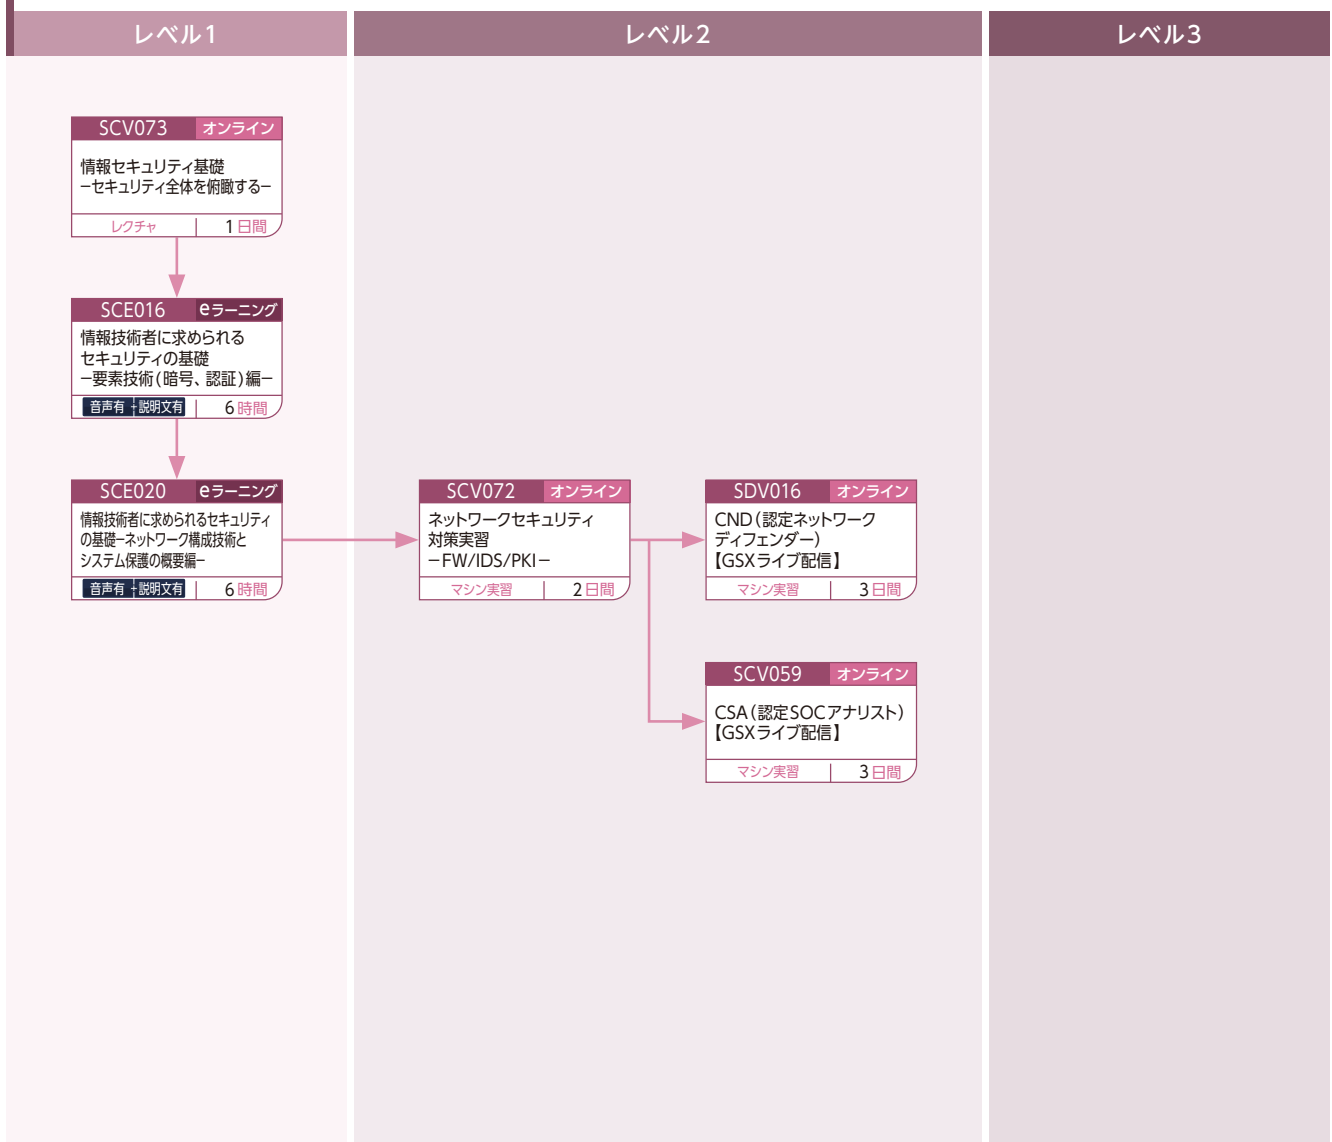 レベル1
レベル2
レベル3
SCV073 オンライン
情報セキュリティ基礎
−セキュリティ全体を俯瞰する−
レクチャ 1日間
SCE016 eラーニング
情報技術者に求められる
セキュリティの基礎
−要素技術(暗号、認証)編−
音声有+説明文有 6時間
SCE020 eラーニング
情報技術者に求められるセキュリティ
の基礎−ネットワーク構成技術と
システム保護の概要編−
音声有+説明文有 6時間
SCV072 オンライン
ネットワークセキュリティ
対策実習
−FW/IDS/PKI−
マシン実習 2日間
SDV016 オンライン
CND(認定ネットワーク
ディフェンダー)
【GSXライブ配信】
マシン実習 3日間
SCV059 オンライン
CSA(認定SOCアナリスト)
【GSXライブ配信】
マシン実習 3日間